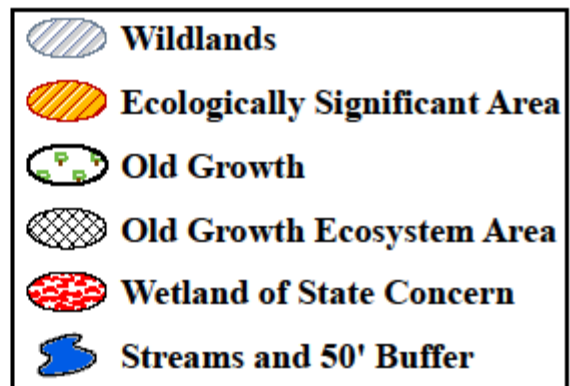 Wildlands
Ecologically Significant Area
Old Growth
Old Growth Ecosystem Area
Wetland of State Concern
Streams and 50' Buffer